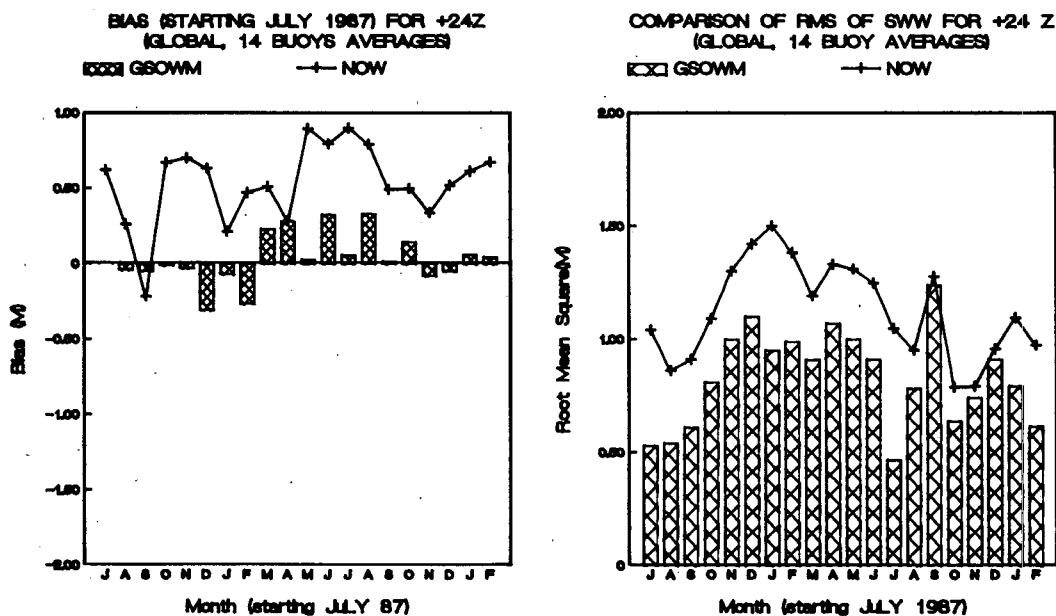 BIAS (STARTING JULY 1987) FOR +24Z
(GLOBAL, 14 BUOYS AVERAGES)
GSOWM NOW
1.00
0.50
0
-0.50
-1.00
-1.50
-2.00
Bias (M)
J A S O N D J F M A M J J A S O N D J F
Month (starting JULY 87)
COMPARISON OF RMS OF SWW FOR +24 Z
(GLOBAL, 14 BUOY AVERAGES)
GSOWM NOW
2.00
1.50
1.00
0.50
0
Root Mean Square(M)
J A S O N D J F M A M J J A S O N D J F
Month (starting JULY 1987)